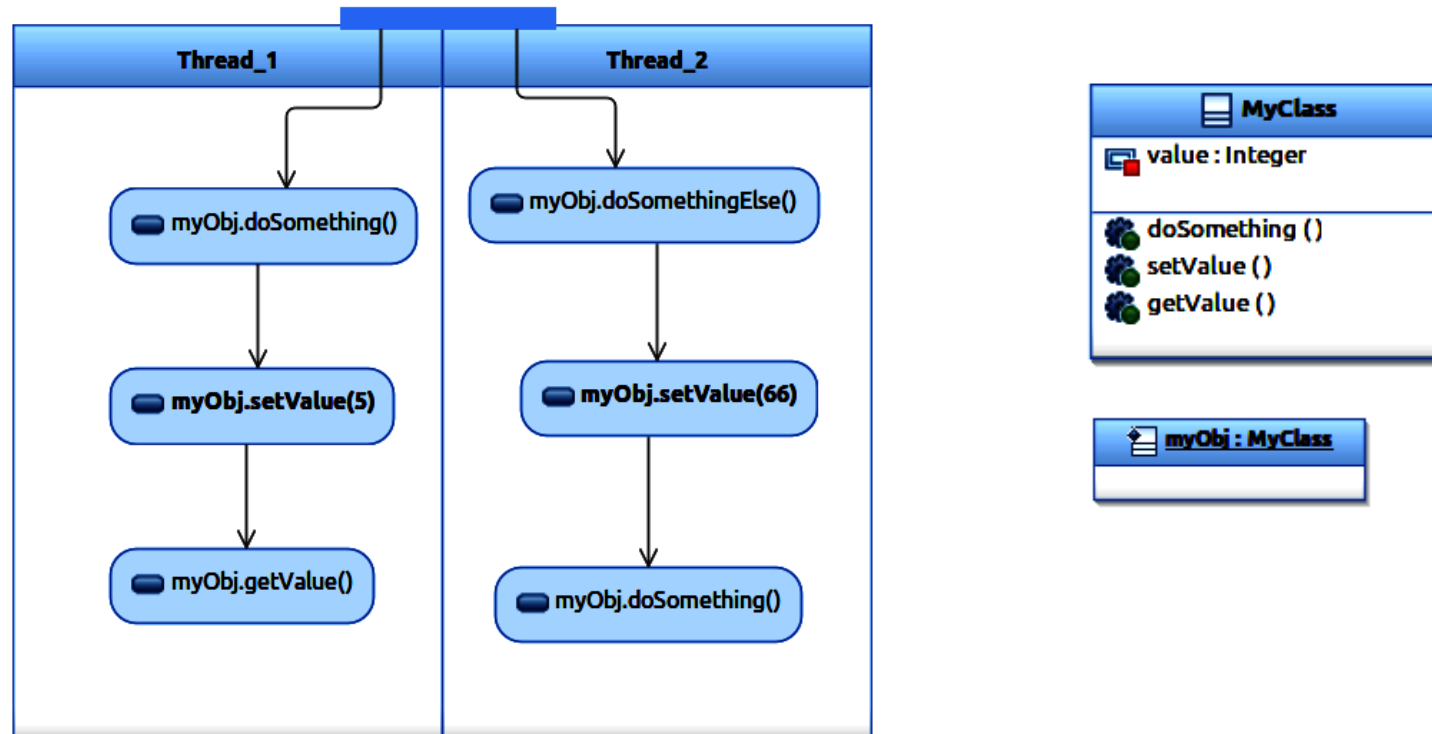 Thread_1
Thread_2
myObj.doSomething()
myObj.setValue(5)
myObj.getValue()
myObj.doSomethingElse()
myObj.setValue(66)
myObj.doSomething()
MyClass
value : Integer
doSomething ( )
setValue ( )
getValue ( )
myObj : MyClass